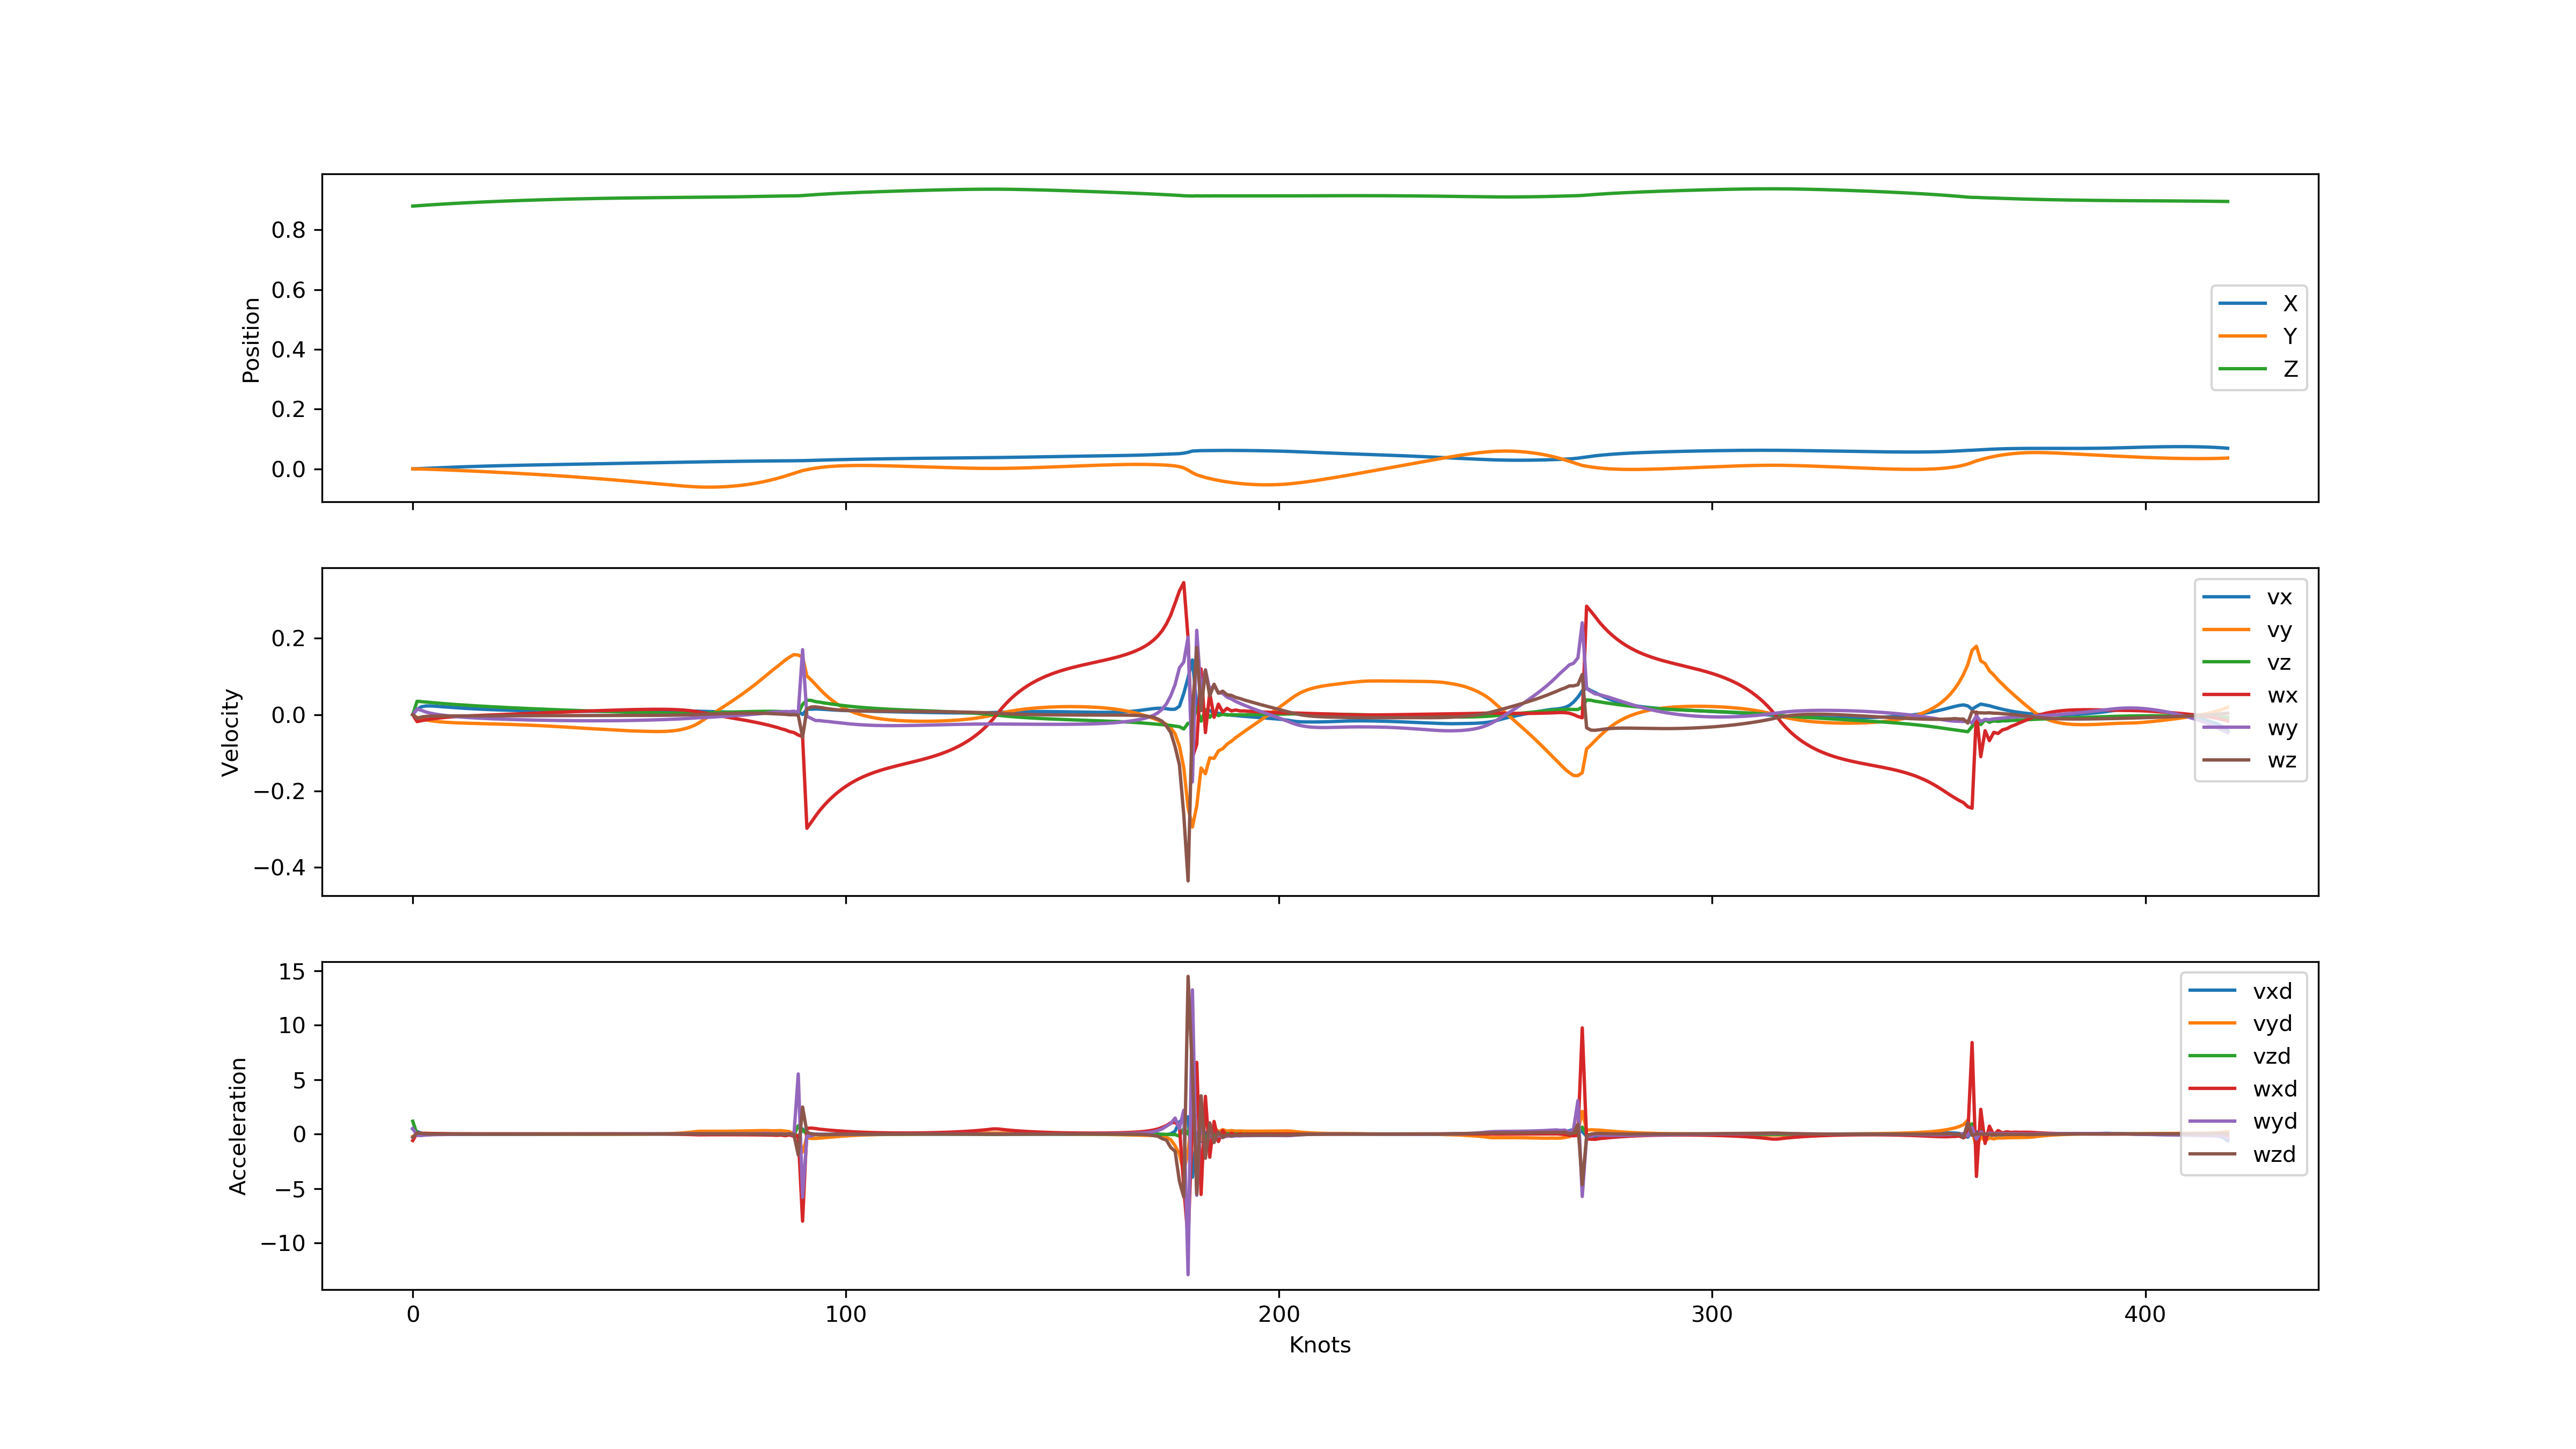 0.8
0.6
0.4
0.2
0.0
Position
X
Y
Z
0.2
0.0
−0.2
−0.4
Velocity
vx
vy
vz
wx
wy
wz
15
10
5
0
−5
−10
Acceleration
vxd
vyd
vzd
wxd
wyd
wzd
0 100 200 300 400
Knots